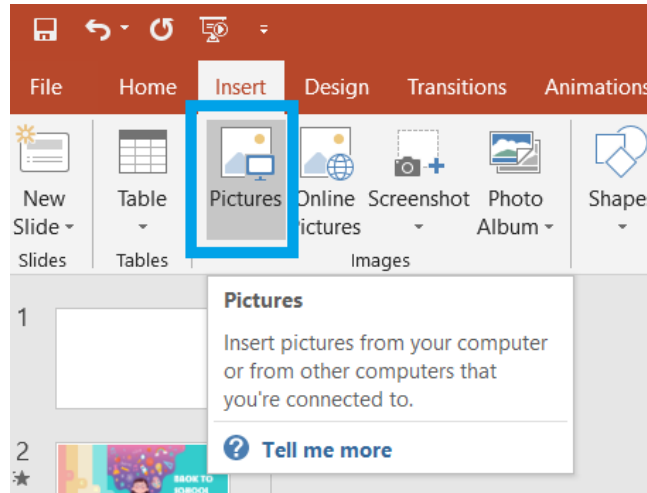 File Home Insert Design Transitions Animations
New Slide
Table
Pictures
Online Pictures
Screenshot
Photo Album
Shape
Slides Tables Images
Pictures
Insert pictures from your computer
or from other computers that
you're connected to.
? Tell me more
1
2
TO